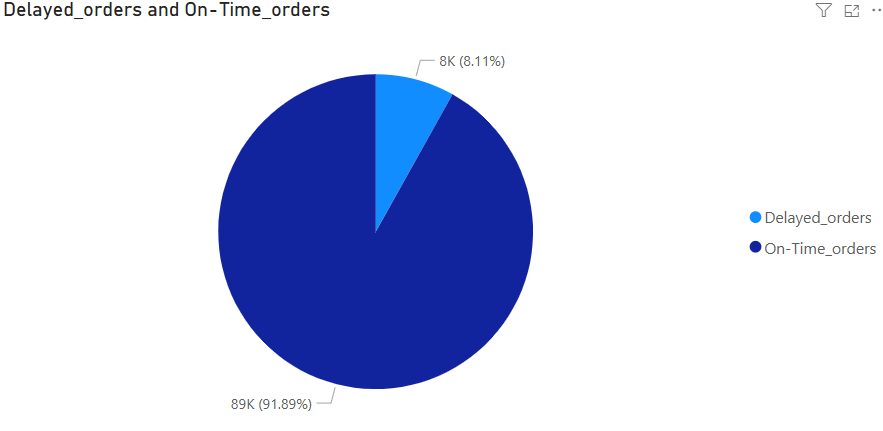 Delayed_orders and On-Time_orders
8K (8.11%)
Delayed_orders
On-Time_orders
89K (91.89%)